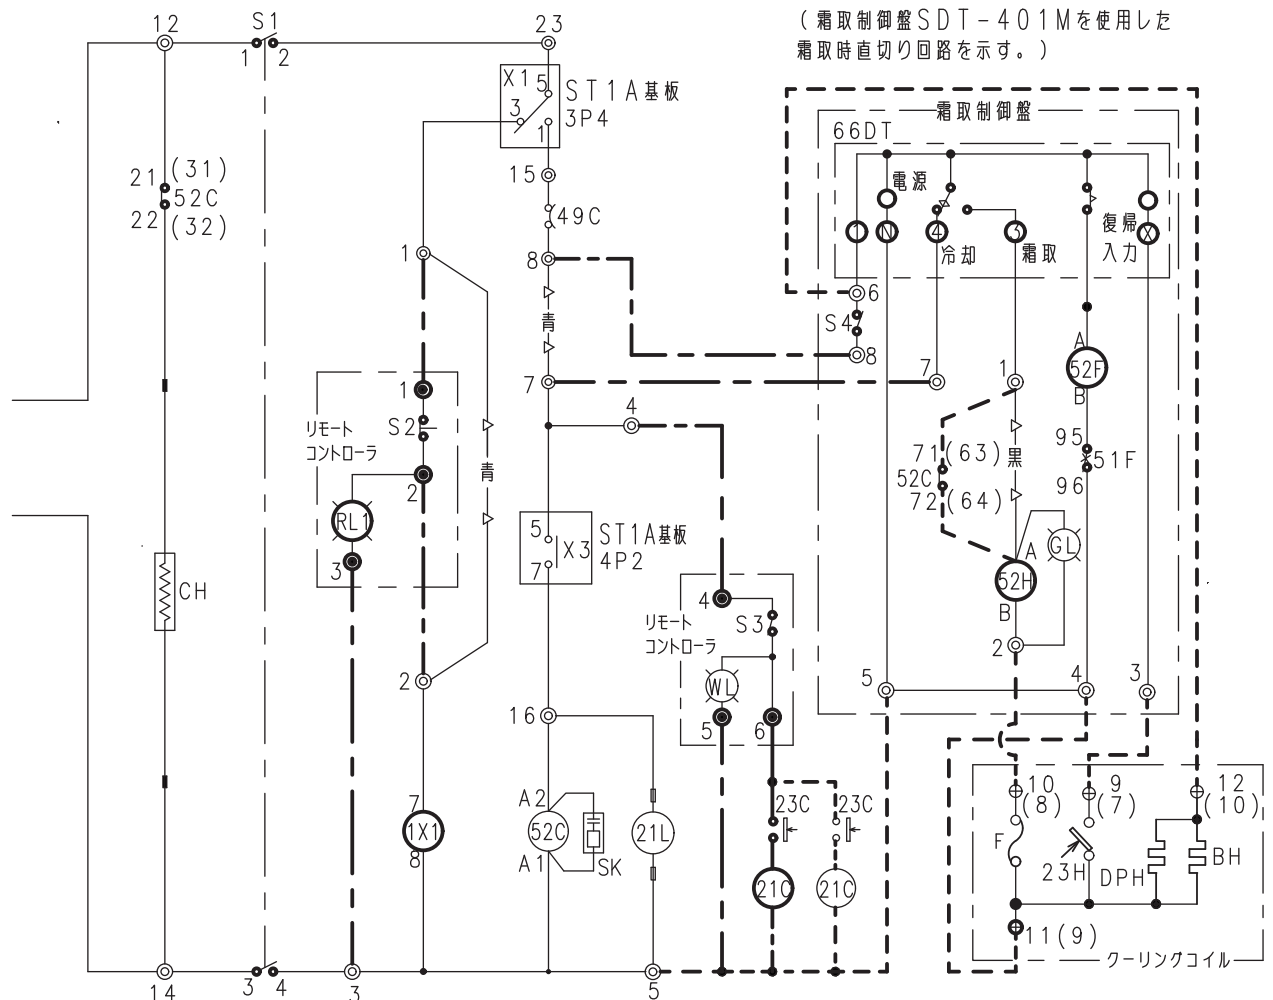 (霜取制御盤SDT-401Mを使用した
霜取時直切り回路を示す。)
12
S1
1
2
23
X1
5
3
1
ST1A基板
3P4
21
(31)
52C
22
(32)
15
49C
8
青
7
1
1
S2
リモート
コントローラ
2
RL1
3
青
2
4
5
X3
7
ST1A基板
4P2
CH
16
A2
52C
A1
SK
21L
7
1X1
8
4
S3
リモート
コントローラ
WL
5
6
23C
23C
21C
21C
霜取制御盤
66DT
電源
1
N
4
冷却
3
霜取
復帰
入力
X
6
S4
8
7
1
A
52F
B
95
51F
96
71(63)
52C
72(64)
黒
A
GL
52H
B
2
5
4
3
10
(8)
9
(7)
12
(10)
F
23H
DPH
BH
11(9)
クーリングコイル
14
3
4
3
5